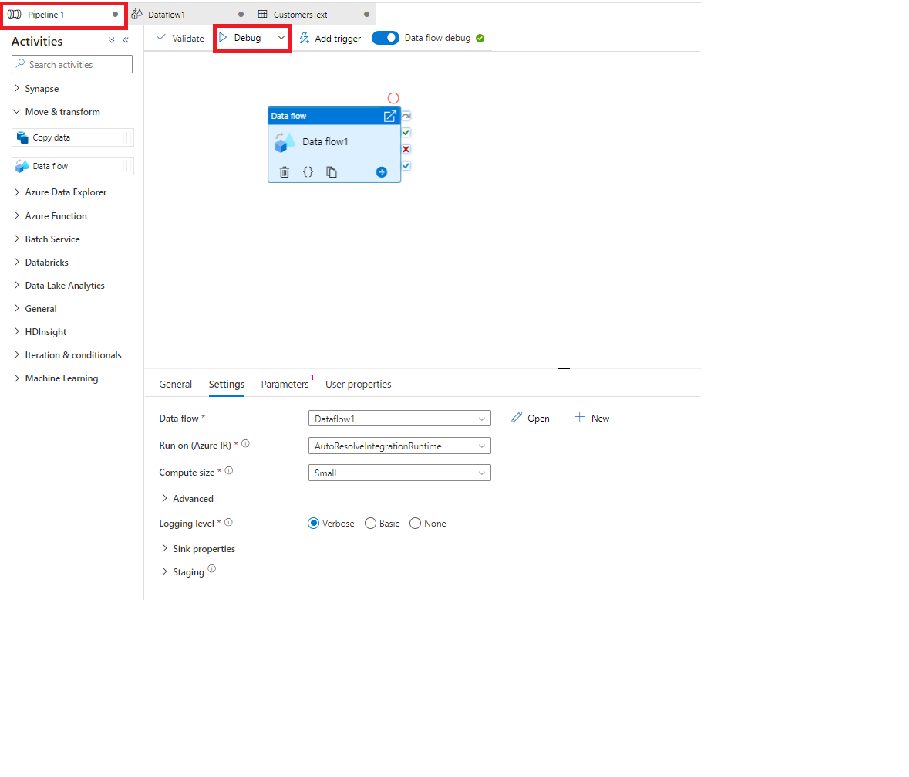 Pipeline 1
Dataflow1
Customers ext
Activities
Validate
Debug
Add trigger
Data flow debug
Search activities
Synapse
Move & transform
Copy data
Data flow
Azure Data Explorer
Azure Function
Batch Service
Databricks
Data Lake Analytics
General
HDInsight
Iteration & conditionals
Machine Learning
Data flow
Data flow1
{}
General
Settings
Parameters 1
User properties
Data flow *
Dataflow1
Open
New
Run on (Azure IR) *
AutoResolveIntegrationRuntime
Compute size *
Small
Advanced
Logging level *
Verbose
Basic
None
Sink properties
Staging